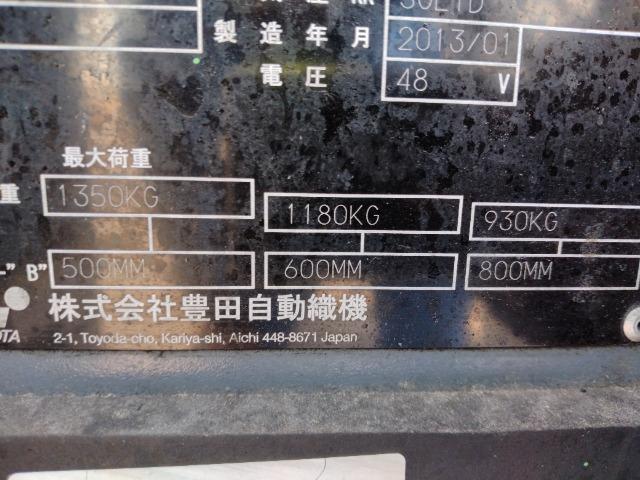 製造年月 2013/01
電圧 48 V
最大荷重
重 1350KG 1180KG 930KG
B" 500MM 600MM 800MM
株式会社豊田自動織機
2-1, Toyoda-cho, Kariya-shi, Aichi 448-8671 Japan